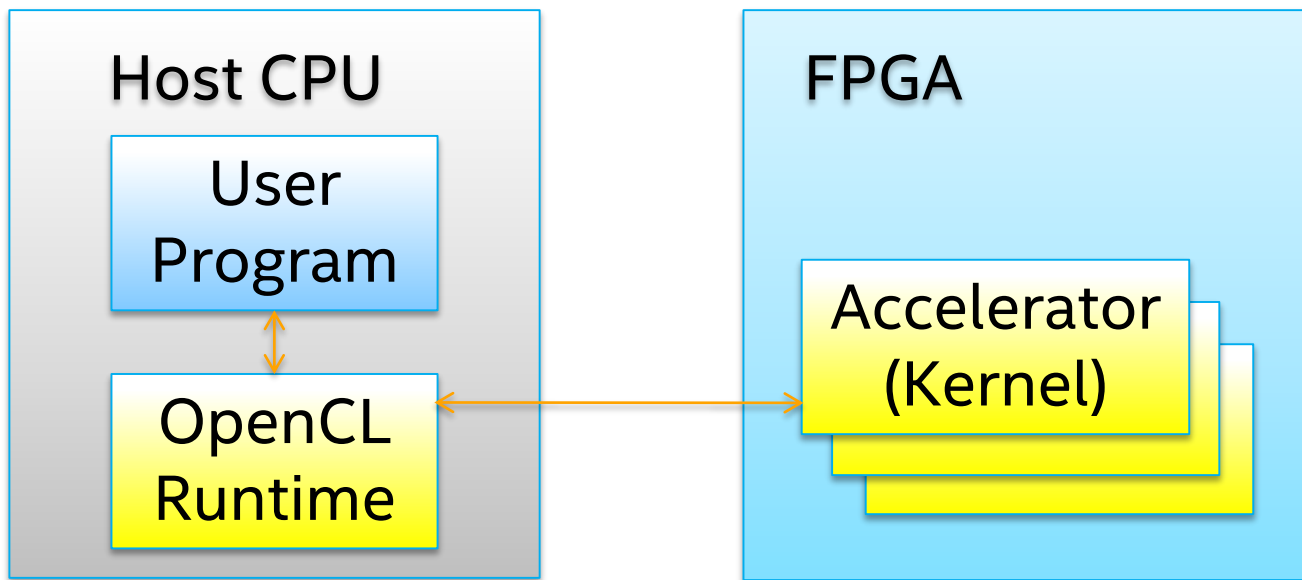 Host CPU
User
Program
OpenCL
Runtime
FPGA
Accelerator
(Kernel)